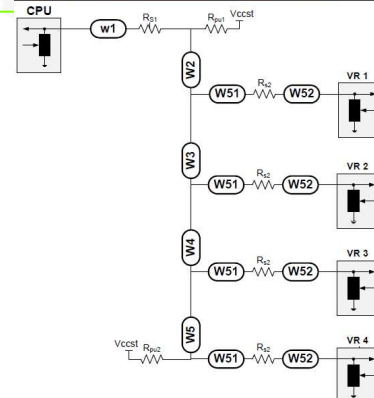 CPU
w1
RS1
Rpu1
Vccst
W2
VR 1
W51
Rs2
W52
W3
VR 2
W51
Rs2
W52
W4
VR 3
W51
Rs2
W52
W5
Vccst
Rpu2
VR 4
W51
Rs2
W52